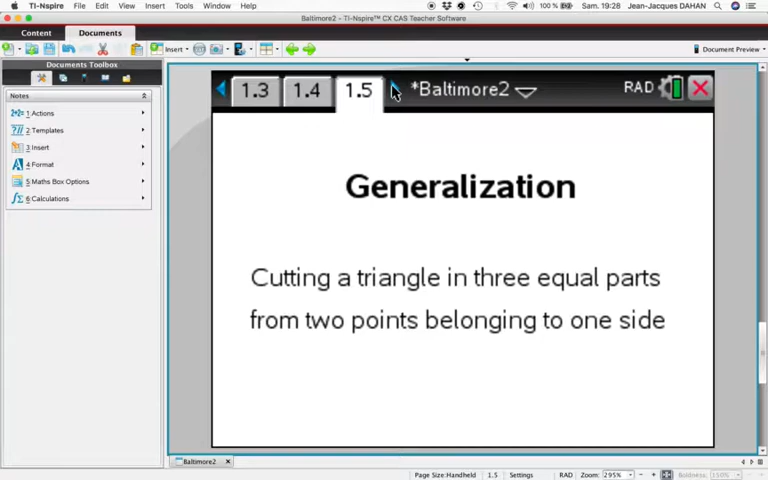 TI-Nspire File Edit View Insert Tools Window Help 100 % Sam. 19:28 Jean-Jacques DAHAN
Baltimore2 - TI-Nspire™ CX CAS Teacher Software
Content Documents
Insert Document Preview
Documents Toolbox
Notes
1 Actions
2 Templates
3 Insert
4 Format
5 Maths Box Options
6 Calculations
1.3 1.4 1.5 *Baltimore2 RAD
Generalization
Cutting a triangle in three equal parts
from two points belonging to one side
Baltimore2
Page Size:Handheld 1.5 Settings RAD Zoom: 295% Boldness: 150%